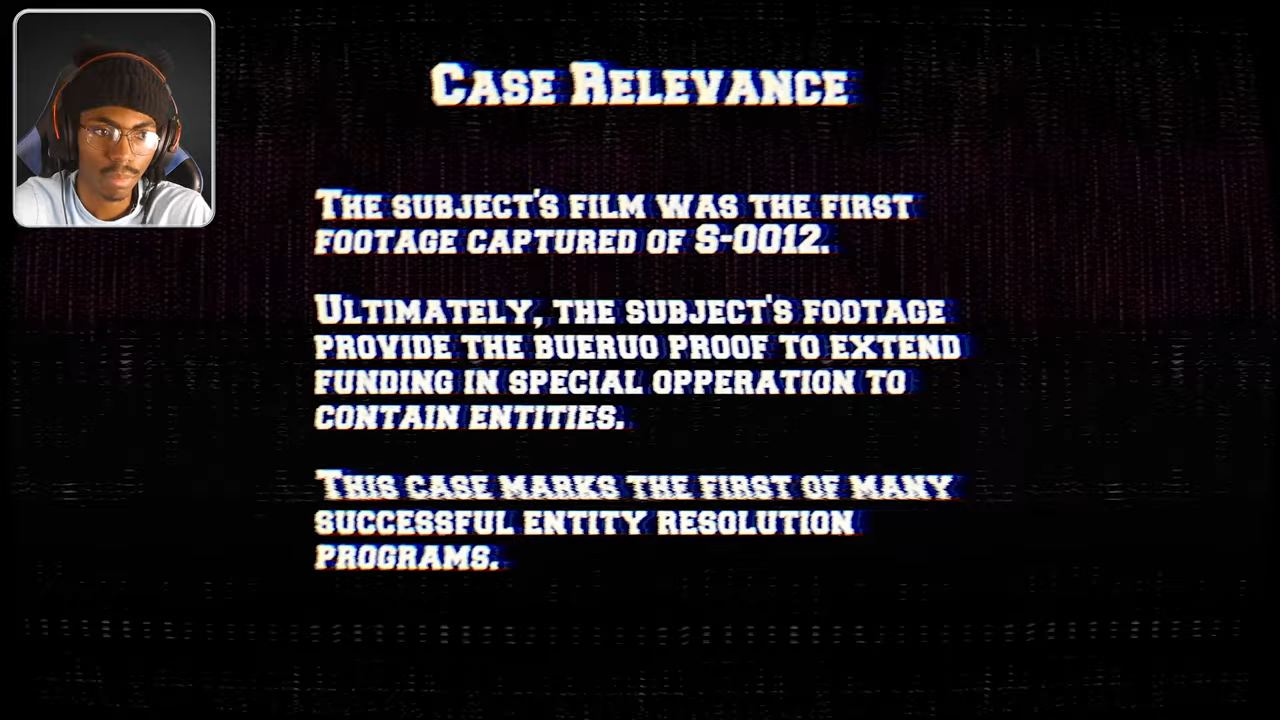 Case Relevance
The subject's film was the first
footage captured of S-0012.
Ultimately, the subject's footage
provide the bueruo proof to extend
funding in special opperation to
contain entities.
This case marks the first of many
successful entity resolution
programs.